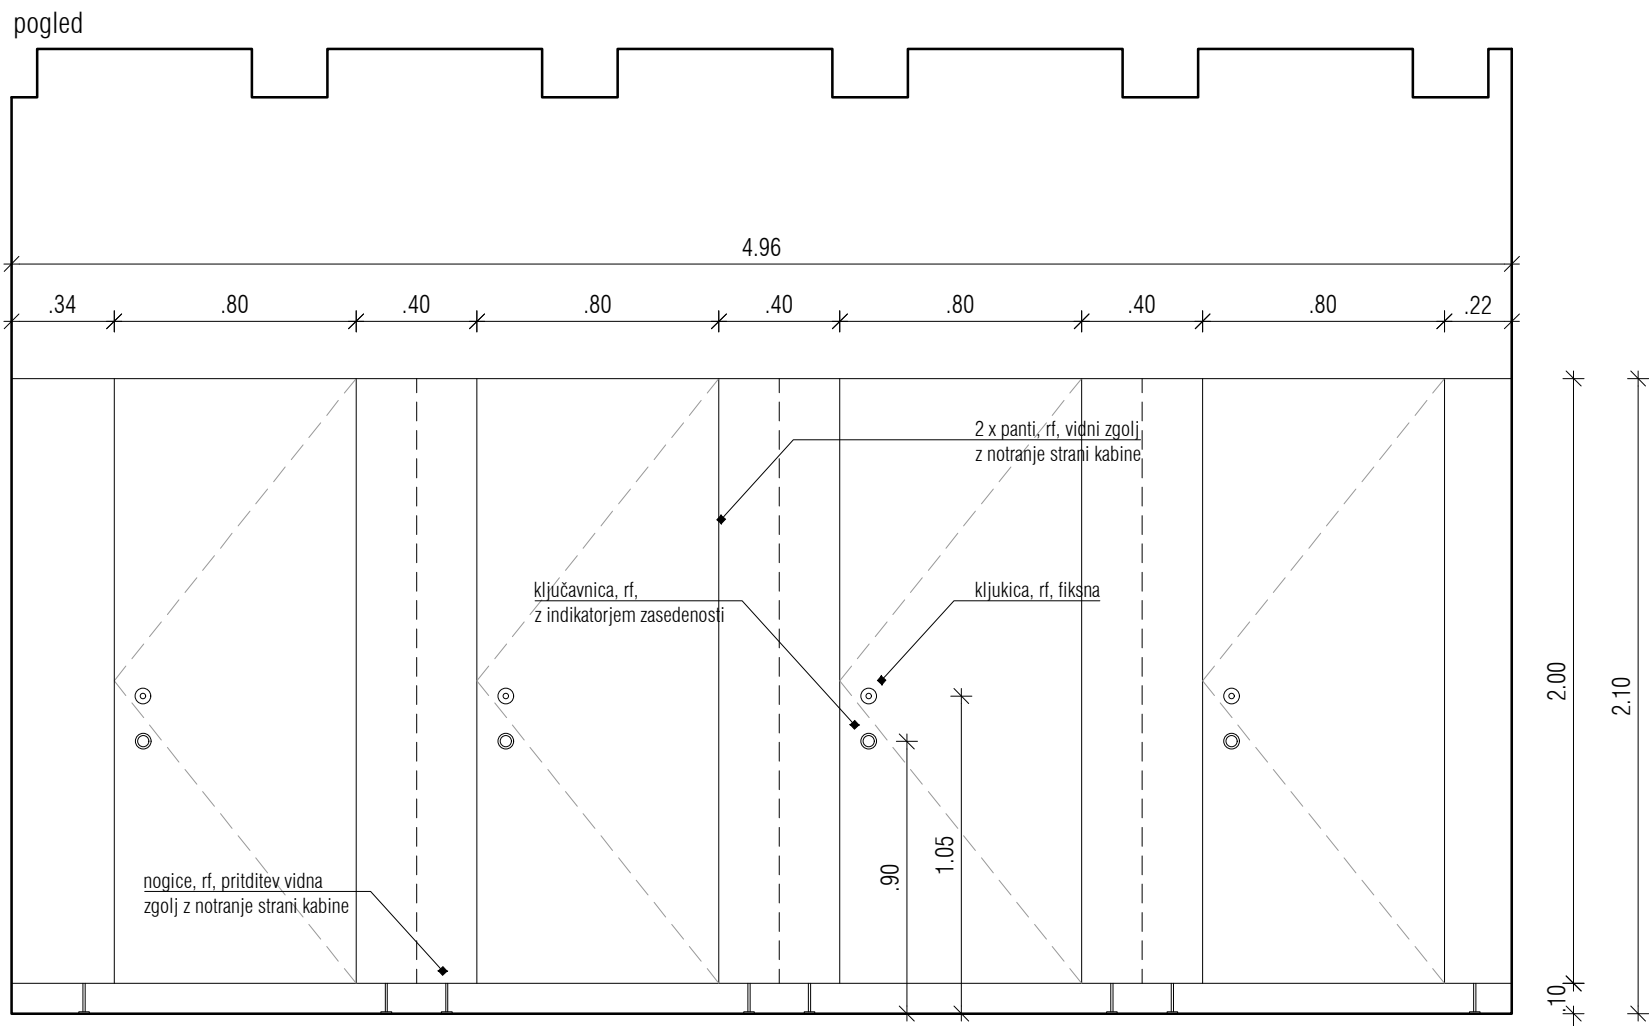 pogled
4.96
.34
.80
.40
.80
.40
.80
.40
.80
.22
2 x panti, rf, vidni zgolj
z notranje strani kabine
ključavnica, rf,
z indikatorjem zasedenosti
kljukica, rf, fiksna
2.00
2.10
1.05
.90
nogice, rf, pritditev vidna
zgolj z notranje strani kabine
.10